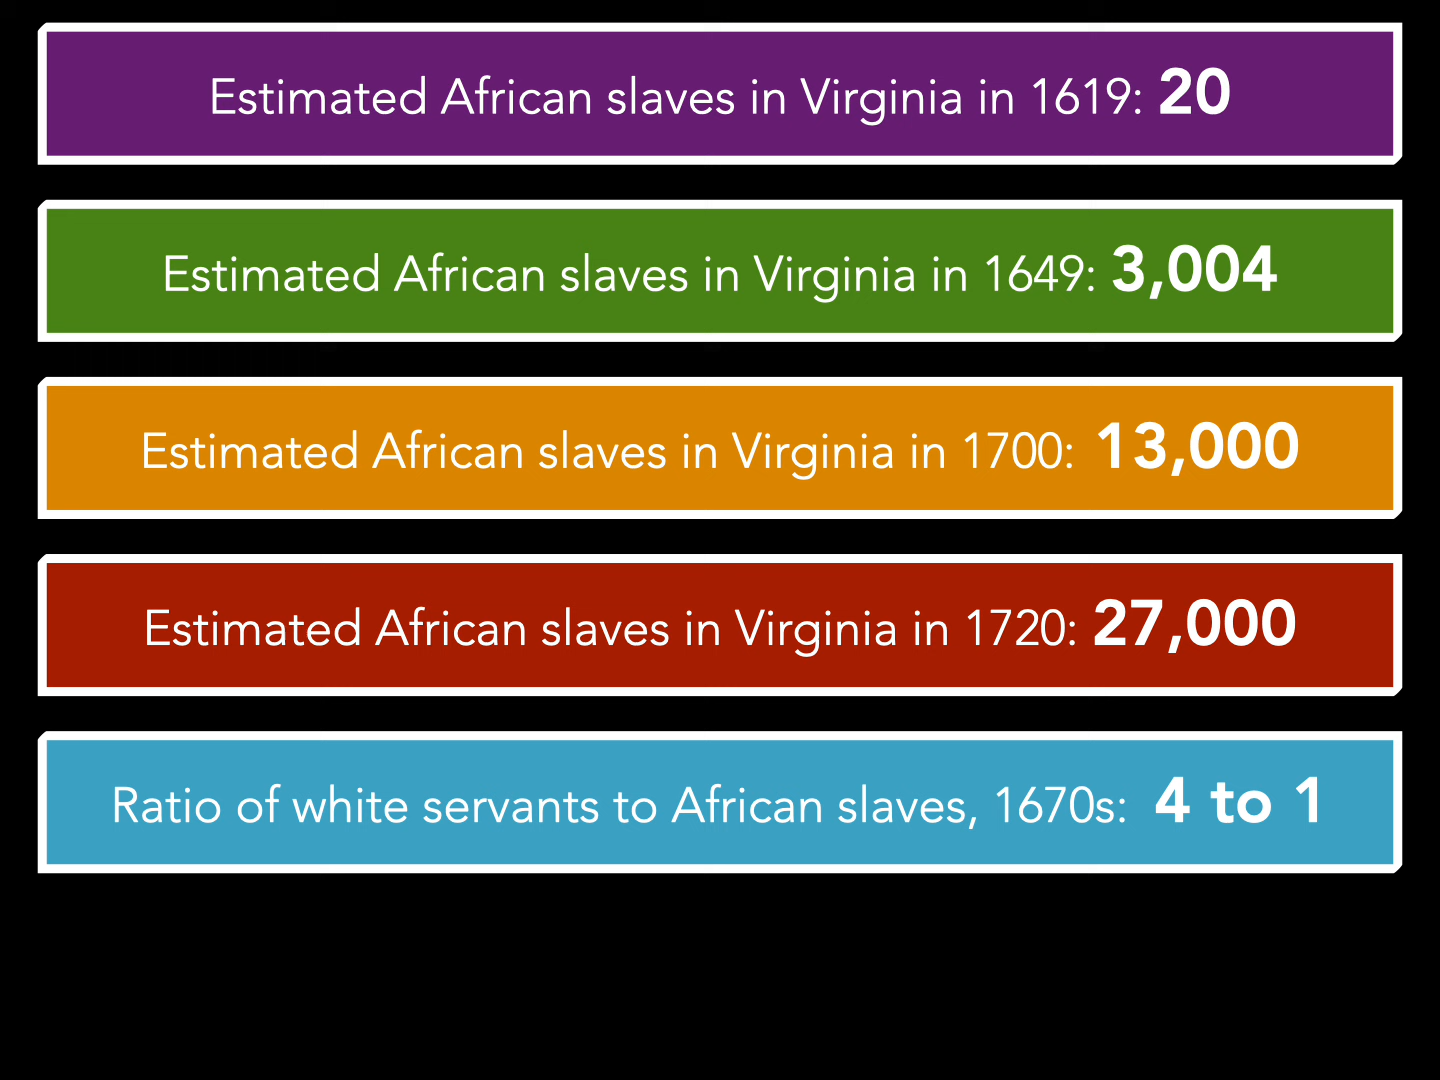 Estimated African slaves in Virginia in 1619: 20
Estimated African slaves in Virginia in 1649: 3,004
Estimated African slaves in Virginia in 1700: 13,000
Estimated African slaves in Virginia in 1720: 27,000
Ratio of white servants to African slaves, 1670s: 4 to 1